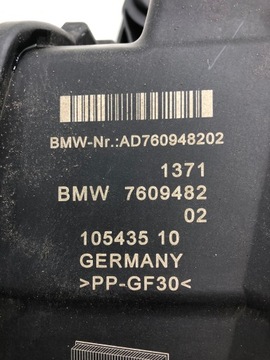 BMW-Nr.:AD760948202
1371
BMW 7609482
02
105435 10
GERMANY
>PP-GF30<